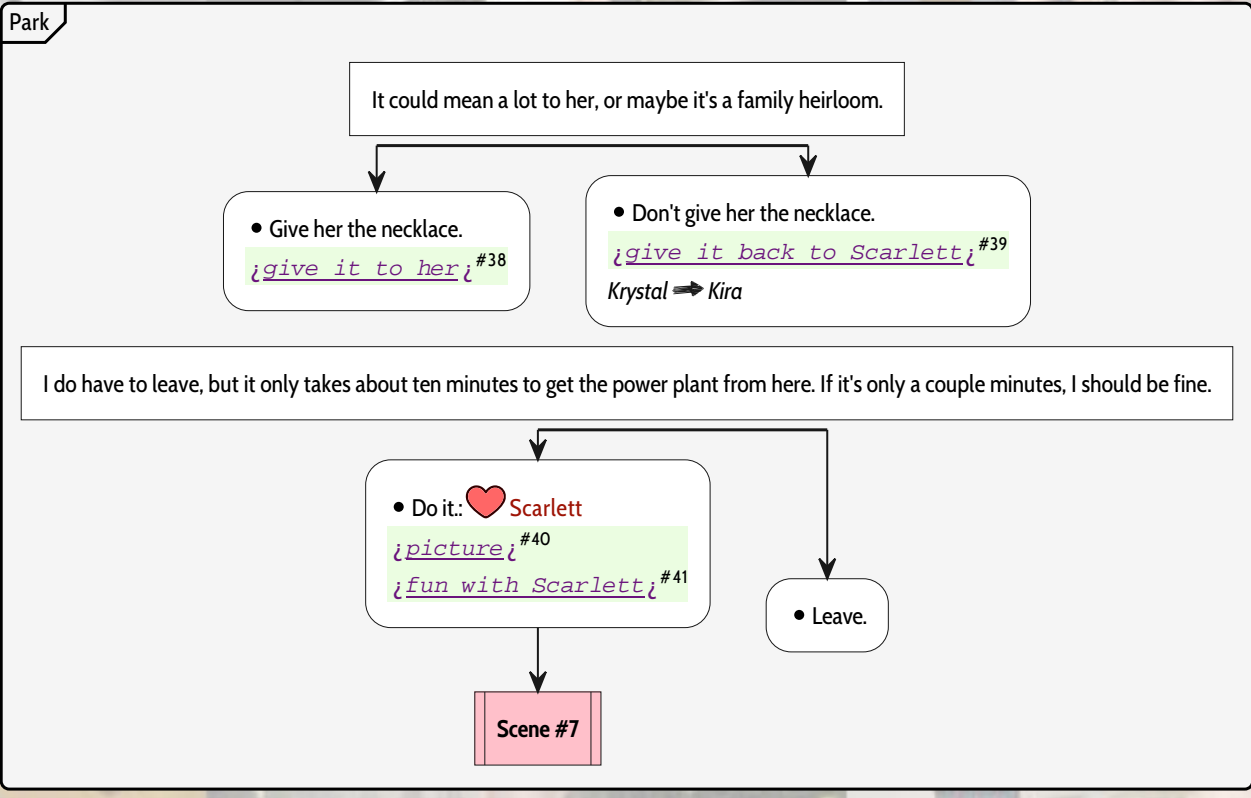 Park
It could mean a lot to her, or maybe it's a family heirloom.
• Give her the necklace.
¿give it to her¿#38
• Don't give her the necklace.
¿give it back to Scarlett¿#39
Krystal ➡ Kira
I do have to leave, but it only takes about ten minutes to get the power plant from here. If it's only a couple minutes, I should be fine.
• Do it.: ❤ Scarlett
¿picture¿#40
¿fun with Scarlett¿#41
• Leave.
Scene #7